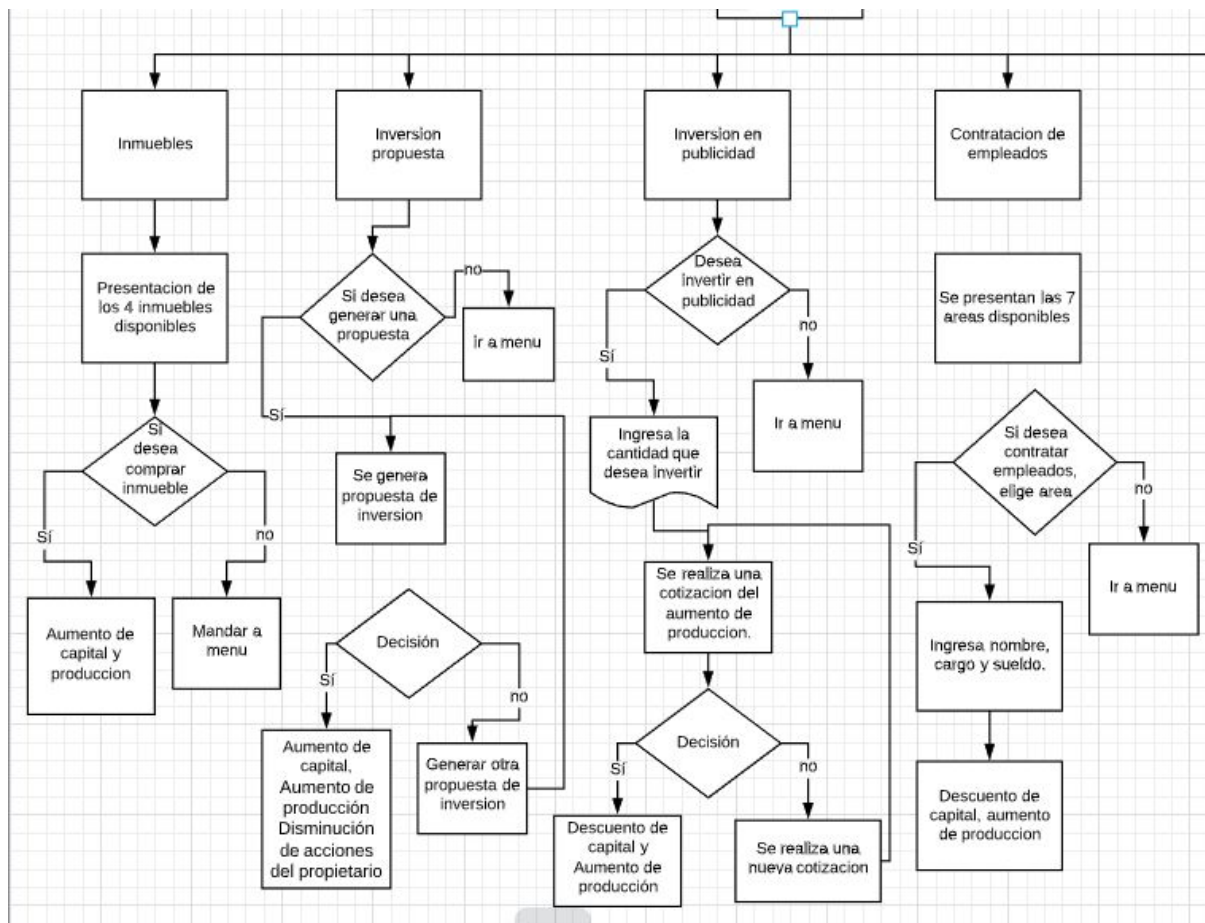 Inmuebles
Inversion
propuesta
Inversion en
publicidad
Contratacion de
empleados
Presentacion de
los 4 inmuebles
disponibles
Si desea
generar una
propuesta
no
ir a menu
Desea
invertir en
publicidad
no
Sí
Ir a menu
Se presentan las 7
areas disponibles
Si
desea
comprar
inmueble
Sí
no
Sí
Se genera
propuesta de
inversion
Ingresa la
cantidad que
desea invertir
Si desea
contratar
empleados,
elige area
no
Sí
Ir a menu
Aumento de
capital y
produccion
Mandar a
menu
Decisión
Sí
no
Se realiza una
cotizacion del
aumento de
produccion.
Ingresa nombre,
cargo y sueldo.
Aumento de
capital,
Aumento de
producción
Disminución
de acciones
del propietario
Generar otra
propuesta de
inversion
Decisión
Sí
no
Descuento de
capital y
Aumento de
producción
Se realiza una
nueva cotizacion
Descuento de
capital, aumento
de produccion